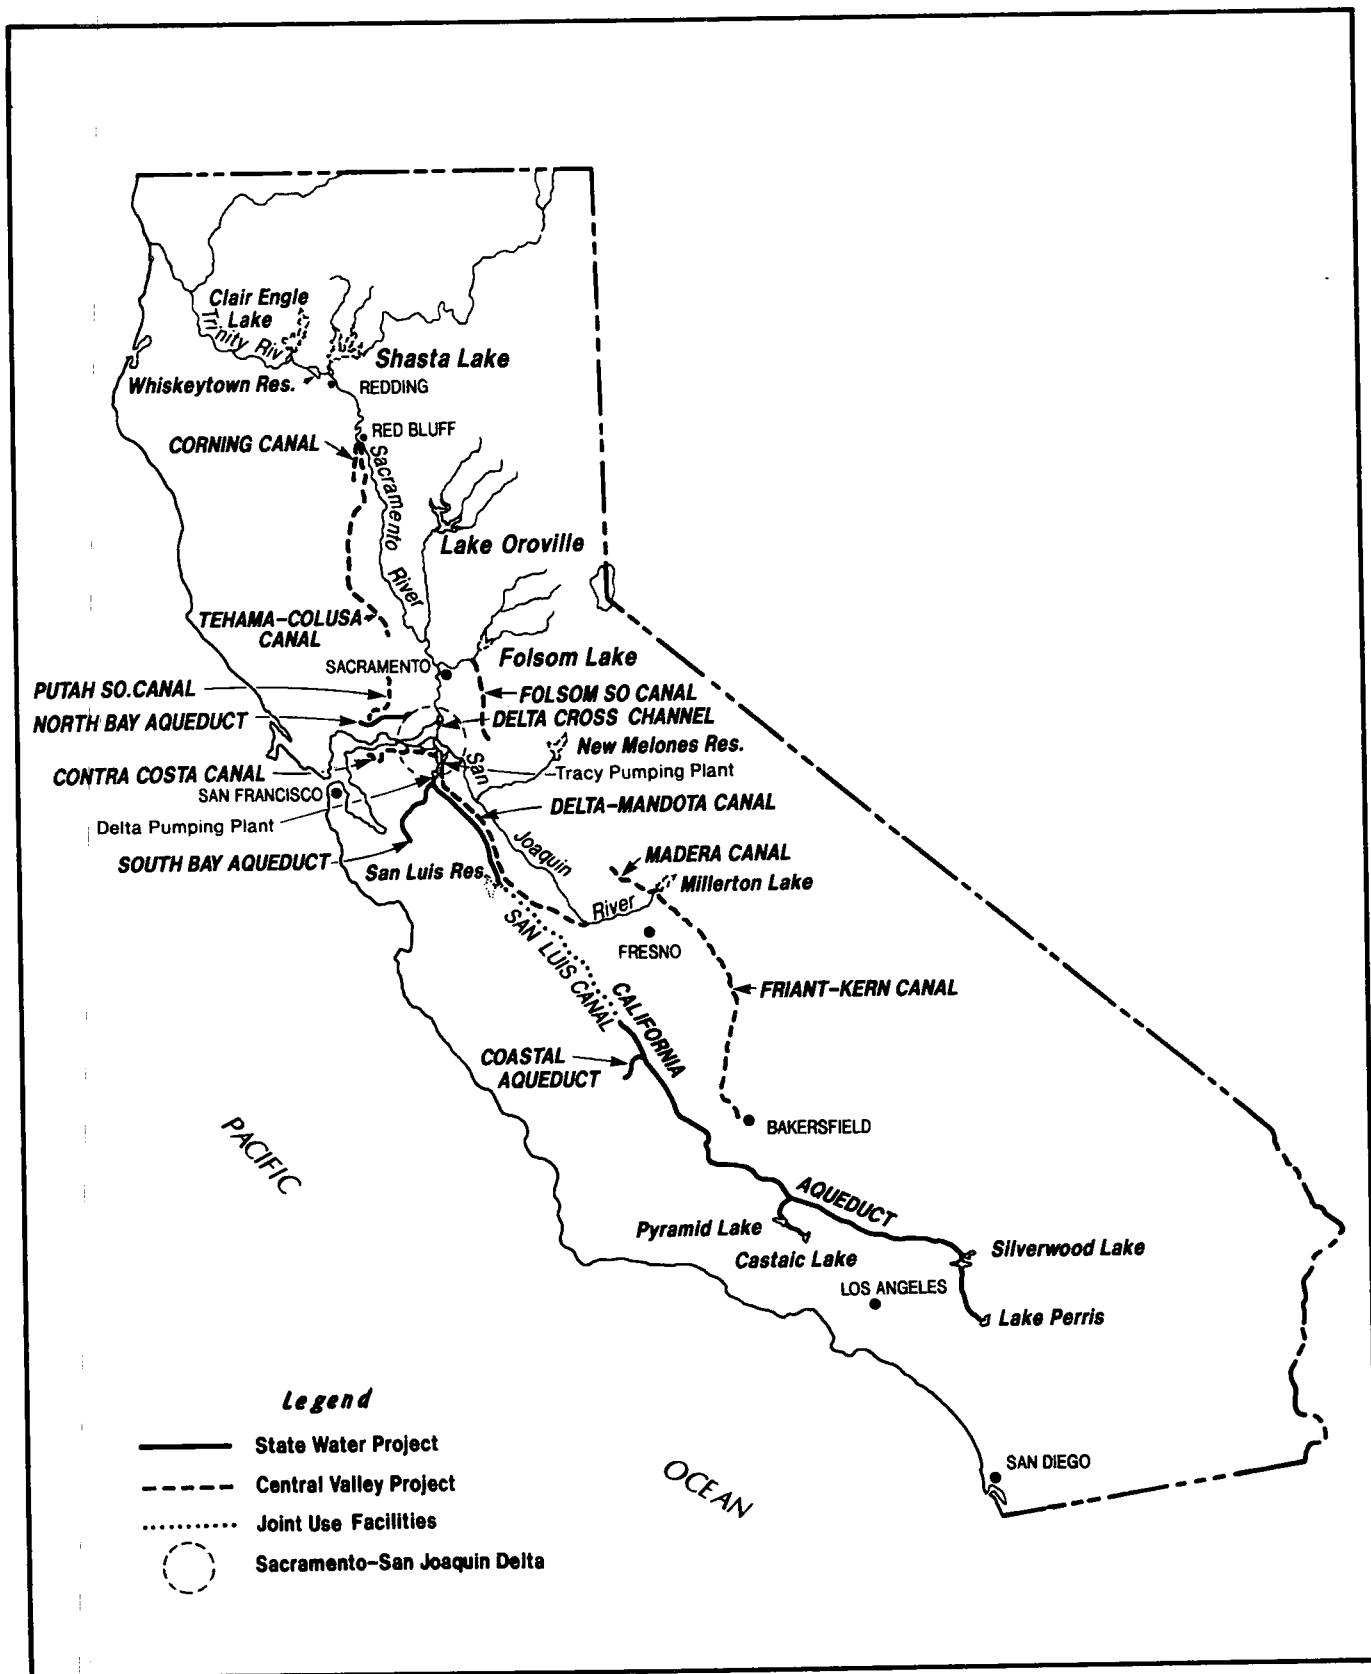 Clair Engle
Lake
Trinity Riv
Shasta Lake
Whiskeytown Res.
REDDING
RED BLUFF
CORNING CANAL
Sacramento
River
Lake Oroville
TEHAMA-COLUSA
CANAL
SACRAMENTO
Folsom Lake
PUTAH SO.CANAL
FOLSOM SO CANAL
NORTH BAY AQUEDUCT
DELTA CROSS CHANNEL
New Melones Res.
San
Joaquin
River
CONTRA COSTA CANAL
Tracy Pumping Plant
SAN FRANCISCO
DELTA-MANDOTA CANAL
Delta Pumping Plant
SOUTH BAY AQUEDUCT
MADERA CANAL
San Luis Res.
Millerton Lake
FRESNO
SAN LUIS CANAL
FRIANT-KERN CANAL
CALIFORNIA
AQUEDUCT
COASTAL
AQUEDUCT
BAKERSFIELD
PACIFIC
OCEAN
Pyramid Lake
Castaic Lake
Silverwood Lake
LOS ANGELES
Lake Perris
SAN DIEGO
Legend
State Water Project
Central Valley Project
Joint Use Facilities
Sacramento-San Joaquin Delta